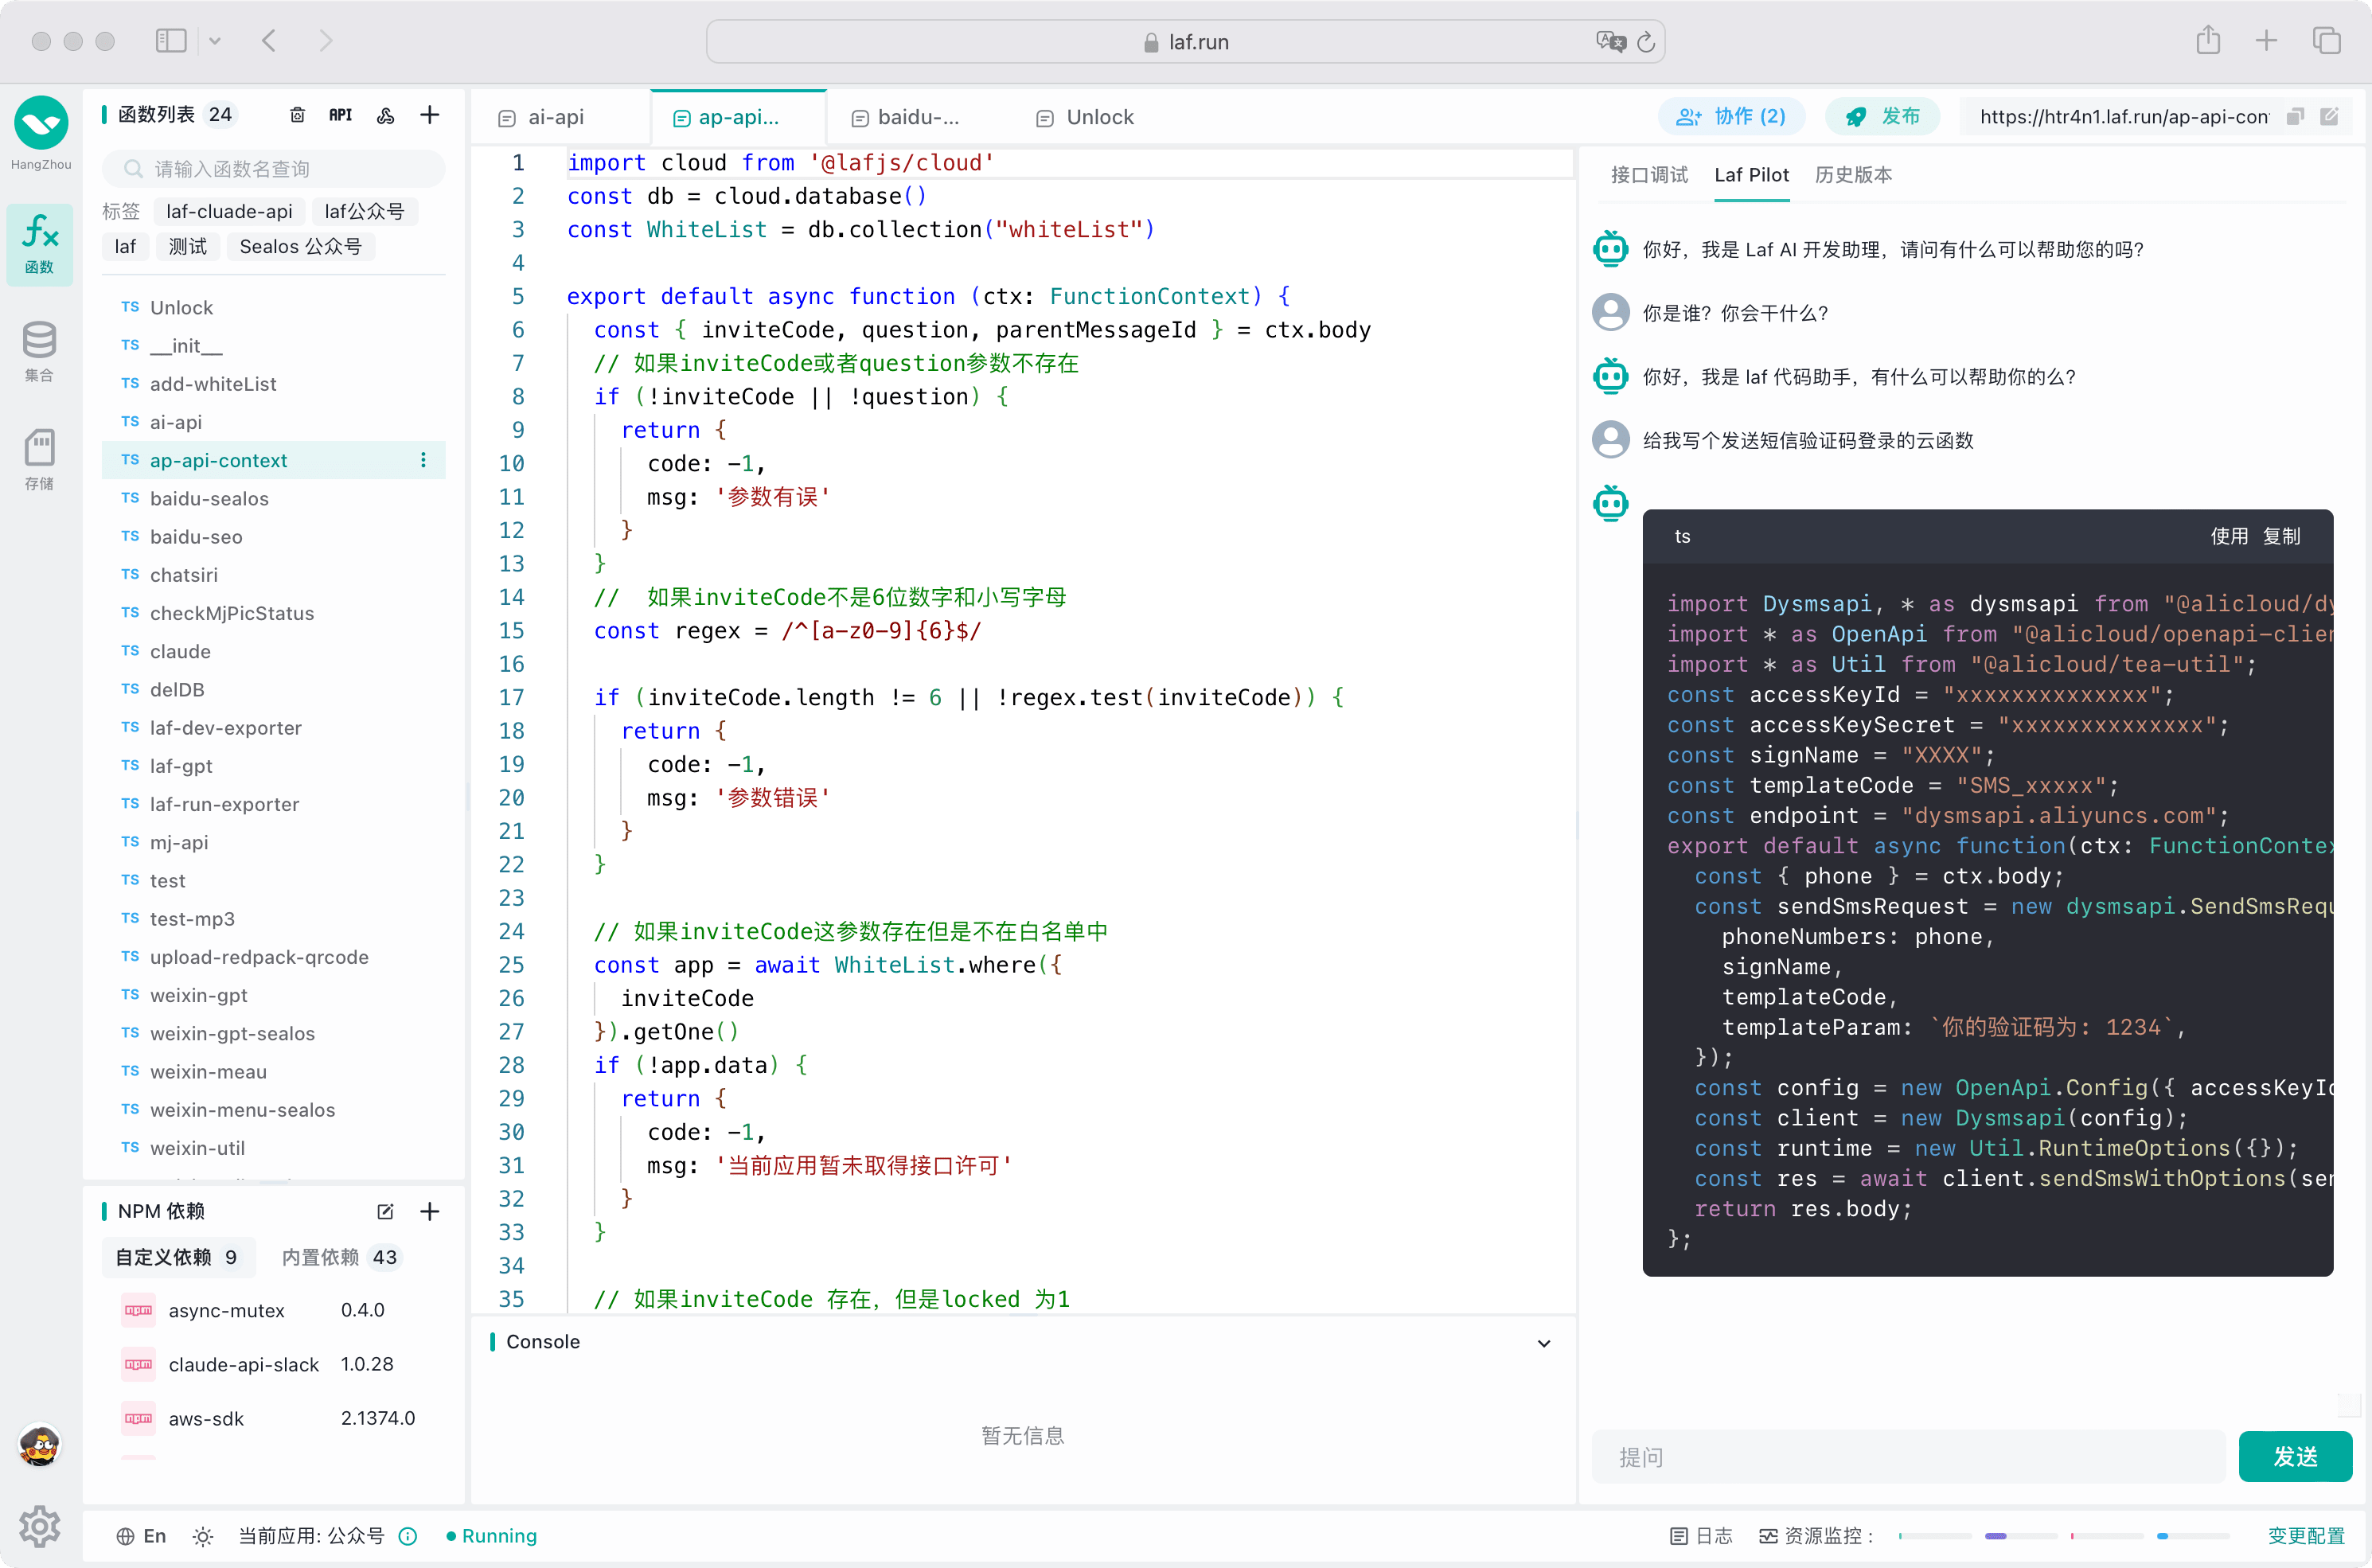 laf.run
HangZhou
函数
集合
存储
函数列表 24
API
请输入函数名查询
标签 laf-cluade-api laf公众号
laf 测试 Sealos 公众号
TS Unlock
TS __init__
TS add-whiteList
TS ai-api
TS ap-api-context
TS baidu-sealos
TS baidu-seo
TS chatsiri
TS checkMjPicStatus
TS claude
TS delDB
TS laf-dev-exporter
TS laf-gpt
TS laf-run-exporter
TS mj-api
TS test
TS test-mp3
TS upload-redpack-qrcode
TS weixin-gpt
TS weixin-gpt-sealos
TS weixin-meau
TS weixin-menu-sealos
TS weixin-util
NPM 依赖
自定义依赖 9 内置依赖 43
async-mutex 0.4.0
claude-api-slack 1.0.28
aws-sdk 2.1374.0
ai-api ap-api... baidu-... Unlock
协作 (2) 发布 https://htr4n1.laf.run/ap-api-con
1 import cloud from '@lafjs/cloud'
2 const db = cloud.database()
3 const WhiteList = db.collection("whiteList")
4
5 export default async function (ctx: FunctionContext) {
6 const { inviteCode, question, parentMessageId } = ctx.body
7 // 如果inviteCode或者question参数不存在
8 if (!inviteCode || !question) {
9 return {
10 code: -1,
11 msg: '参数有误'
12 }
13 }
14 // 如果inviteCode不是6位数字和小写字母
15 const regex = /^[a-z0-9]{6}$/
16
17 if (inviteCode.length != 6 || !regex.test(inviteCode)) {
18 return {
19 code: -1,
20 msg: '参数错误'
21 }
22 }
23
24 // 如果inviteCode这参数存在但是不在白名单中
25 const app = await WhiteList.where({
26 inviteCode
27 }).getOne()
28 if (!app.data) {
29 return {
30 code: -1,
31 msg: '当前应用暂未取得接口许可'
32 }
33 }
34
35 // 如果inviteCode 存在，但是locked 为1
Console
暂无信息
接口调试 Laf Pilot 历史版本
你好，我是 Laf AI 开发助理，请问有什么可以帮助您的吗？
你是谁？你会干什么？
你好，我是 laf 代码助手，有什么可以帮助你的么？
给我写个发送短信验证码登录的云函数
ts 使用 复制
import Dysmsapi, * as dysmsapi from "@alicloud/dy
import * as OpenApi from "@alicloud/openapi-clien
import * as Util from "@alicloud/tea-util";
const accessKeyId = "xxxxxxxxxxxxxx";
const accessKeySecret = "xxxxxxxxxxxxxx";
const signName = "XXXX";
const templateCode = "SMS_xxxxx";
const endpoint = "dysmsapi.aliyuncs.com";
export default async function(ctx: FunctionContex
const { phone } = ctx.body;
const sendSmsRequest = new dysmsapi.SendSmsRequ
phoneNumbers: phone,
signName,
templateCode,
templateParam: `你的验证码为: 1234`,
});
const config = new OpenApi.Config({ accessKeyId
const client = new Dysmsapi(config);
const runtime = new Util.RuntimeOptions({});
const res = await client.sendSmsWithOptions(sen
return res.body;
};
提问 发送
En 当前应用: 公众号 Running
日志 资源监控 : 变更配置